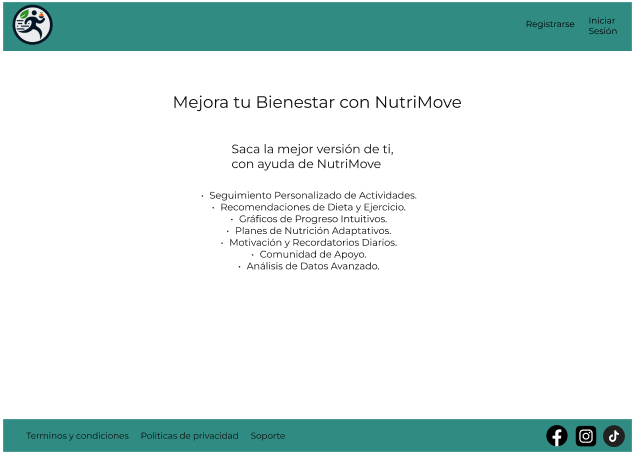 Registrarse
Iniciar
Sesión
Mejora tu Bienestar con NutriMove
Saca la mejor versión de ti,
con ayuda de NutriMove
• Seguimiento Personalizado de Actividades.
• Recomendaciones de Dieta y Ejercicio.
• Gráficos de Progreso Intuitivos.
• Planes de Nutrición Adaptativos.
• Motivación y Recordatorios Diarios.
• Comunidad de Apoyo.
• Análisis de Datos Avanzado.
Terminos y condiciones Politicas de privacidad Soporte